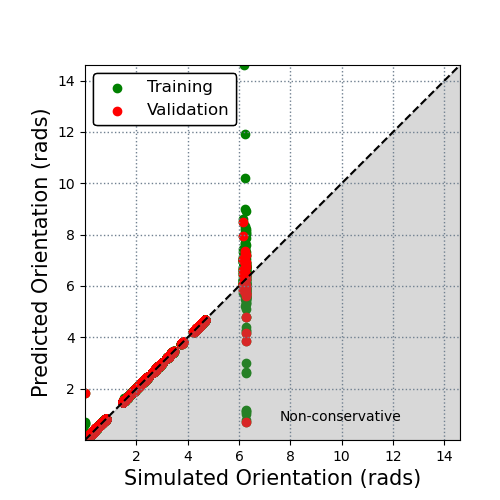 Training
Validation
Predicted Orientation (rads)
14
12
10
8
6
4
2
Non-conservative
2 4 6 8 10 12 14
Simulated Orientation (rads)